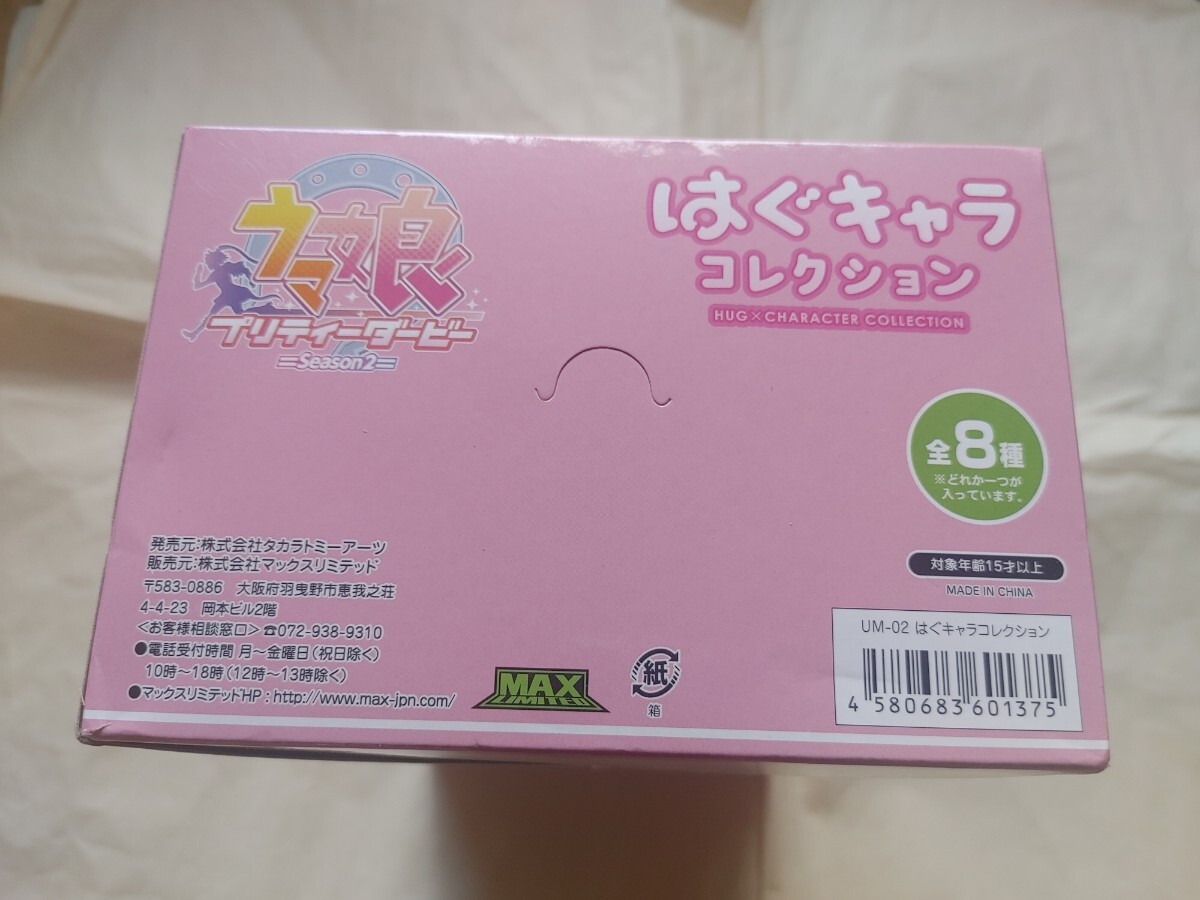 ウマ娘
プリティーダービー
Season2
はぐキャラ
コレクション
HUG×CHARACTER COLLECTION
全8種
※どれか一つが
入っています。
対象年齢15才以上
MADE IN CHINA
発売元:株式会社タカラトミーアーツ
販売元:株式会社マックスリミテッド
〒583-0886 大阪府羽曳野市恵我之荘
4-4-23 岡本ビル2階
<お客様相談窓口>☎072-938-9310
●電話受付時間 月〜金曜日(祝日除く)
10時〜18時(12時〜13時除く)
●マックスリミテッドHP:http://www.max-jpn.com/
MAX
LIMITED
紙
箱
UM-02 はぐキャラコレクション
4 580683 601375